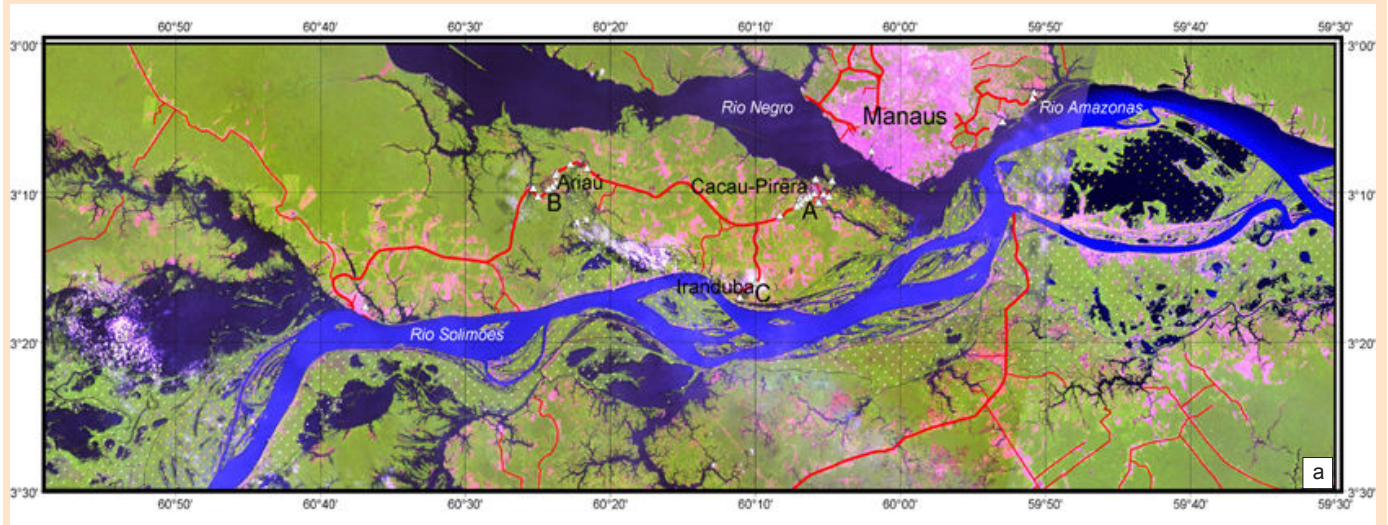 60°50' 60°40' 60°30' 60°20' 60°10' 60°00' 59°50' 59°40' 59°30'
3°00' 3°00'
Rio Negro
Rio Amazonas
Manaus
Ariaú
Cacau-Pirêra
3°10' 3°10'
B
A
Iranduba
C
Rio Solimões
3°20' 3°20'
a
3°30' 3°30'
60°50' 60°40' 60°30' 60°20' 60°10' 60°00' 59°50' 59°40' 59°30'